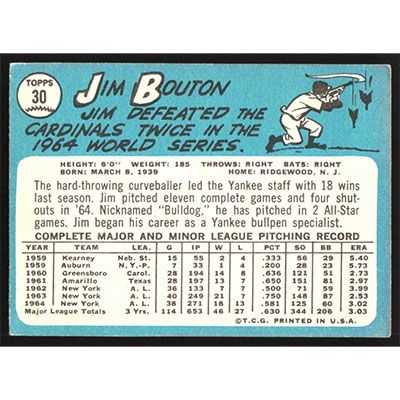 TOPPS
30
JIM BOUTON
JIM DEFEATED THE
CARDINALS TWICE IN THE
1964 WORLD SERIES.
HEIGHT: 6'0" WEIGHT: 185 THROWS: RIGHT BATS: RIGHT
BORN: MARCH 8, 1939 HOME: RIDGEWOOD, N. J.
The hard-throwing curveballer led the Yankee staff with 18 wins
last season. Jim pitched eleven complete games and four shut-
outs in '64. Nicknamed "Bulldog," he has pitched in 2 All-Star
games. Jim began his career as a Yankee bullpen specialist.
COMPLETE MAJOR AND MINOR LEAGUE PITCHING RECORD
YEAR TEAM LEA. G IP W L PCT SO BB ERA
1959 Kearney Neb. St. 15 55 2 4 .333 56 29 5.40
1959 Auburn N.Y.-P. 7 33 1 4 .200 28 23 5.73
1960 Greensboro Carol. 28 194 14 8 .636 150 96 2.73
1961 Amarillo Texas 28 197 13 7 .650 151 81 2.97
1962 New York A. L. 36 133 7 7 .500 71 59 3.99
1963 New York A. L. 40 249 21 7 .750 148 87 2.53
1964 New York A. L. 38 271 18 13 .581 125 60 3.02
Major League Totals 3 Yrs. 114 653 46 27 .630 344 206 3.03
©T.C.G. PRINTED IN U.S.A.